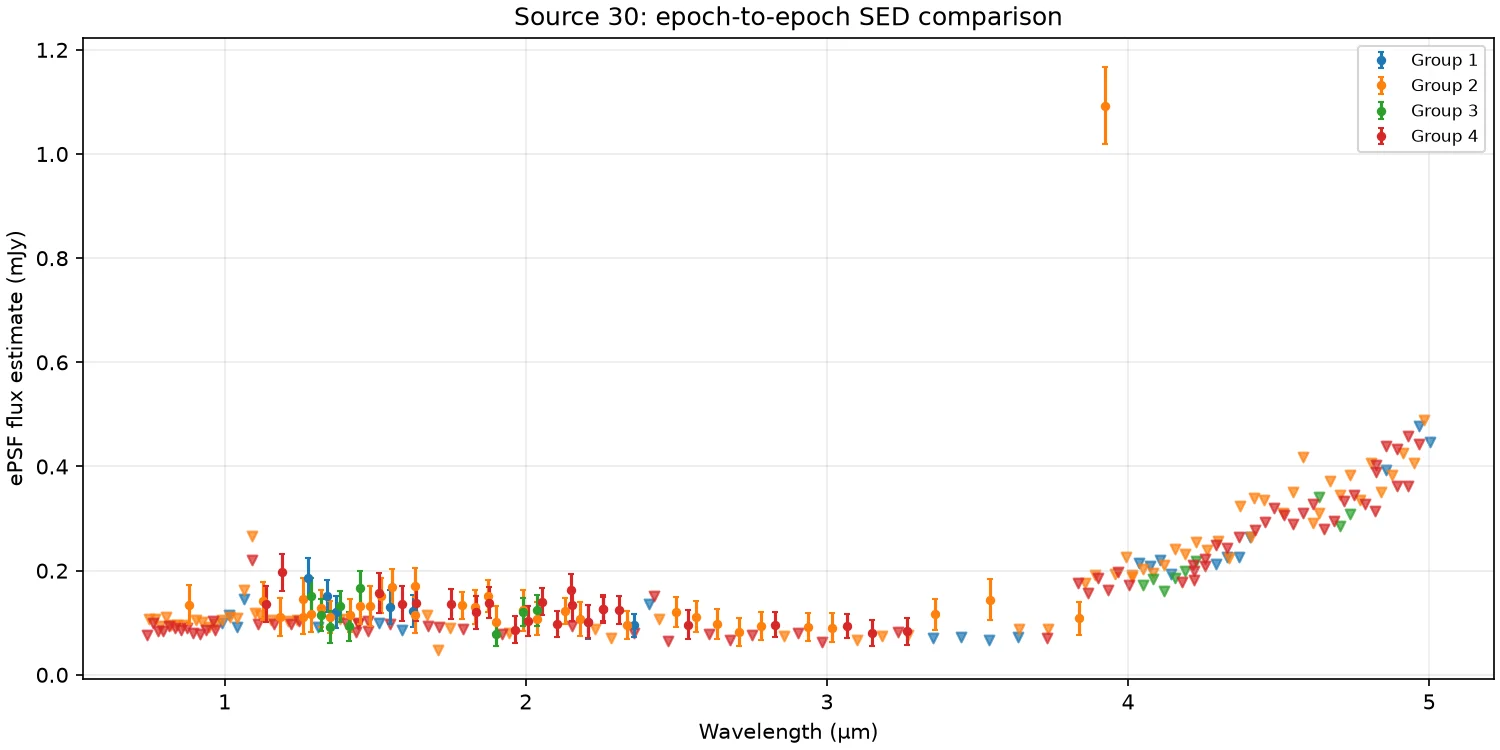 Source 30: epoch-to-epoch SED comparison
1.2
1.0
0.8
0.6
0.4
0.2
0.0
ePSF flux estimate (mJy)
Group 1
Group 2
Group 3
Group 4
1 2 3 4 5
Wavelength (μm)